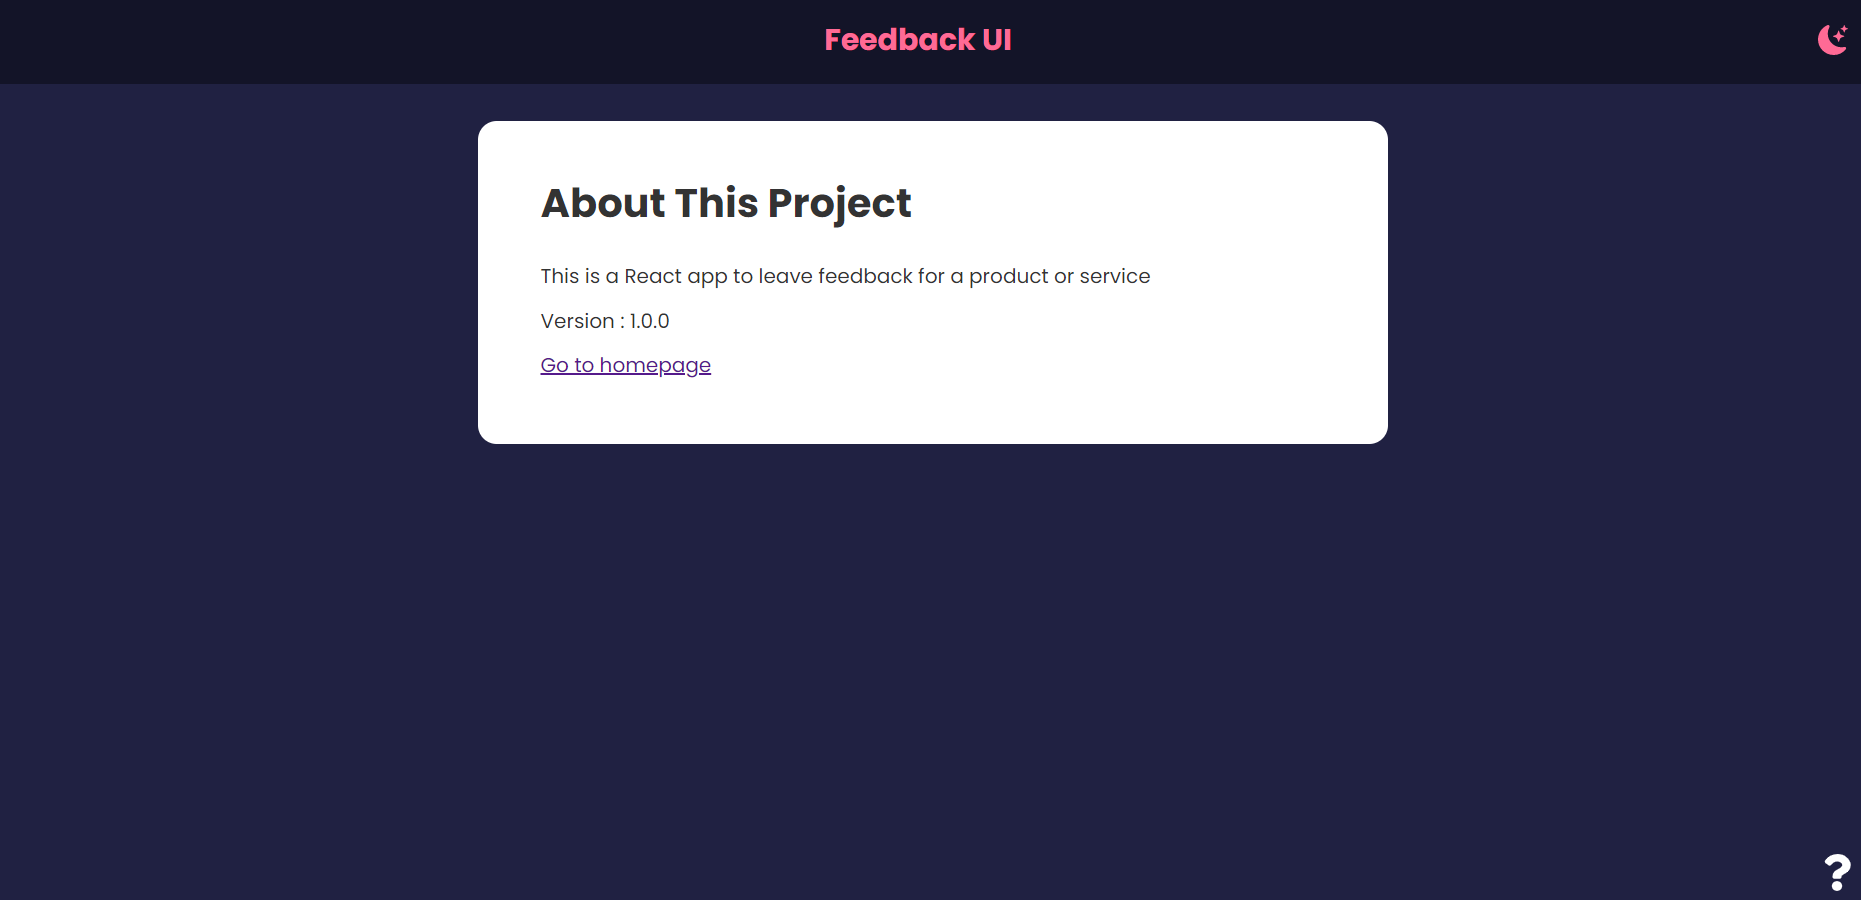 Feedback UI
About This Project
This is a React app to leave feedback for a product or service
Version : 1.0.0
Go to homepage
?